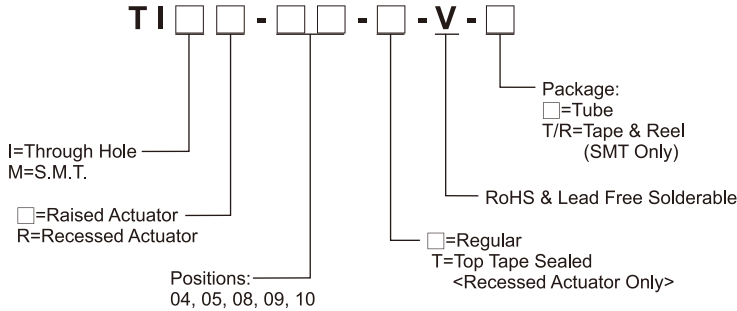 TI□□-□□-□-V-□
Package:
□=Tube
T/R=Tape & Reel
(SMT Only)
I=Through Hole
M=S.M.T.
RoHS & Lead Free Solderable
□=Raised Actuator
R=Recessed Actuator
□=Regular
T=Top Tape Sealed
<Recessed Actuator Only>
Positions:
04, 05, 08, 09, 10